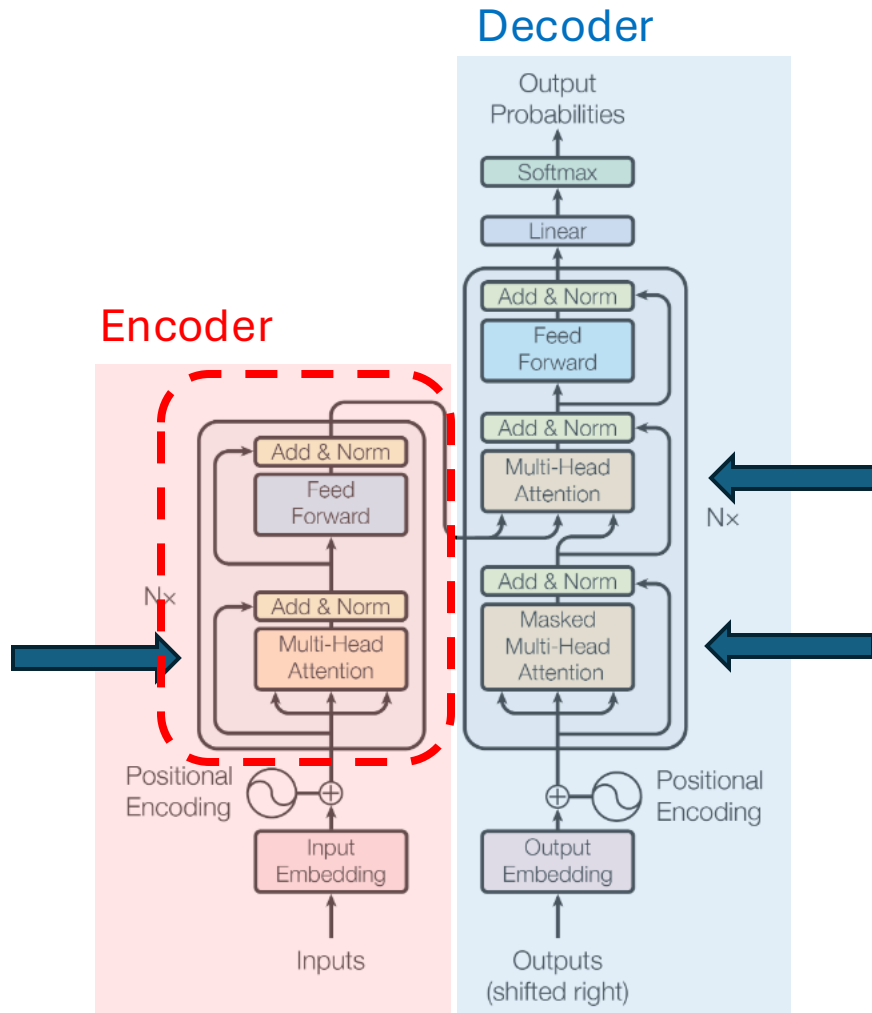 Decoder
Output
Probabilities
Softmax
Linear
Add & Norm
Feed
Forward
Add & Norm
Multi-Head
Attention
Nx
Add & Norm
Masked
Multi-Head
Attention
Positional
Encoding
Output
Embedding
Outputs
(shifted right)
Encoder
Add & Norm
Feed
Forward
Nx
Add & Norm
Multi-Head
Attention
Positional
Encoding
Input
Embedding
Inputs